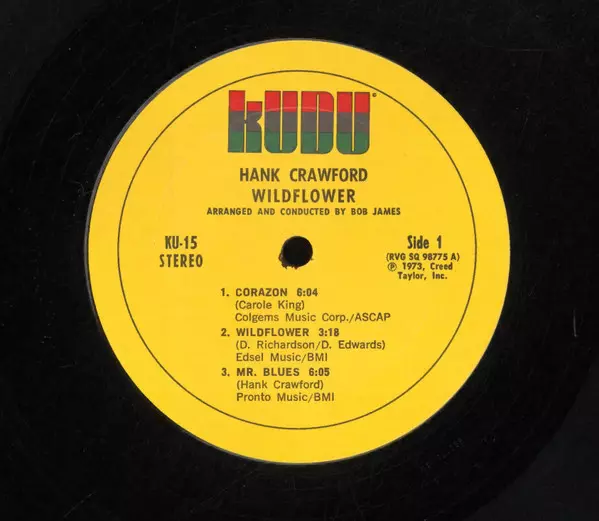 kUDU®
HANK CRAWFORD
WILDFLOWER
ARRANGED AND CONDUCTED BY BOB JAMES
KU-15
STEREO
Side 1
(RVG SQ 98775 A)
℗ 1973, Creed
Taylor, Inc.
1. CORAZON 6:04
(Carole King)
Colgems Music Corp./ASCAP
2. WILDFLOWER 3:18
(D. Richardson/D. Edwards)
Edsel Music/BMI
3. MR. BLUES 6:05
(Hank Crawford)
Pronto Music/BMI